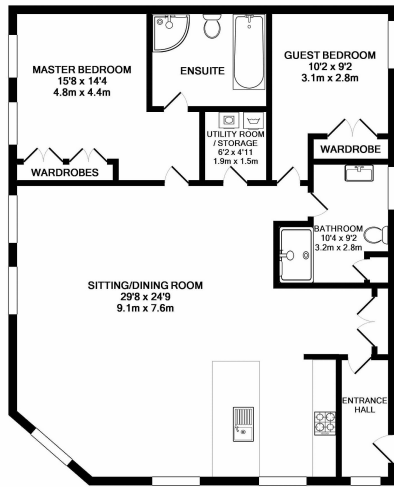 MASTER BEDROOM
15'8 x 14'4
4.8m x 4.4m
WARDROBES
ENSUITE
GUEST BEDROOM
10'2 x 9'2
3.1m x 2.8m
WARDROBE
UTILITY ROOM
/ STORAGE
6'2 x 4'11
1.9m x 1.5m
BATHROOM
10'4 x 9'2
3.2m x 2.8m
SITTING/DINING ROOM
29'8 x 24'9
9.1m x 7.6m
ENTRANCE
HALL